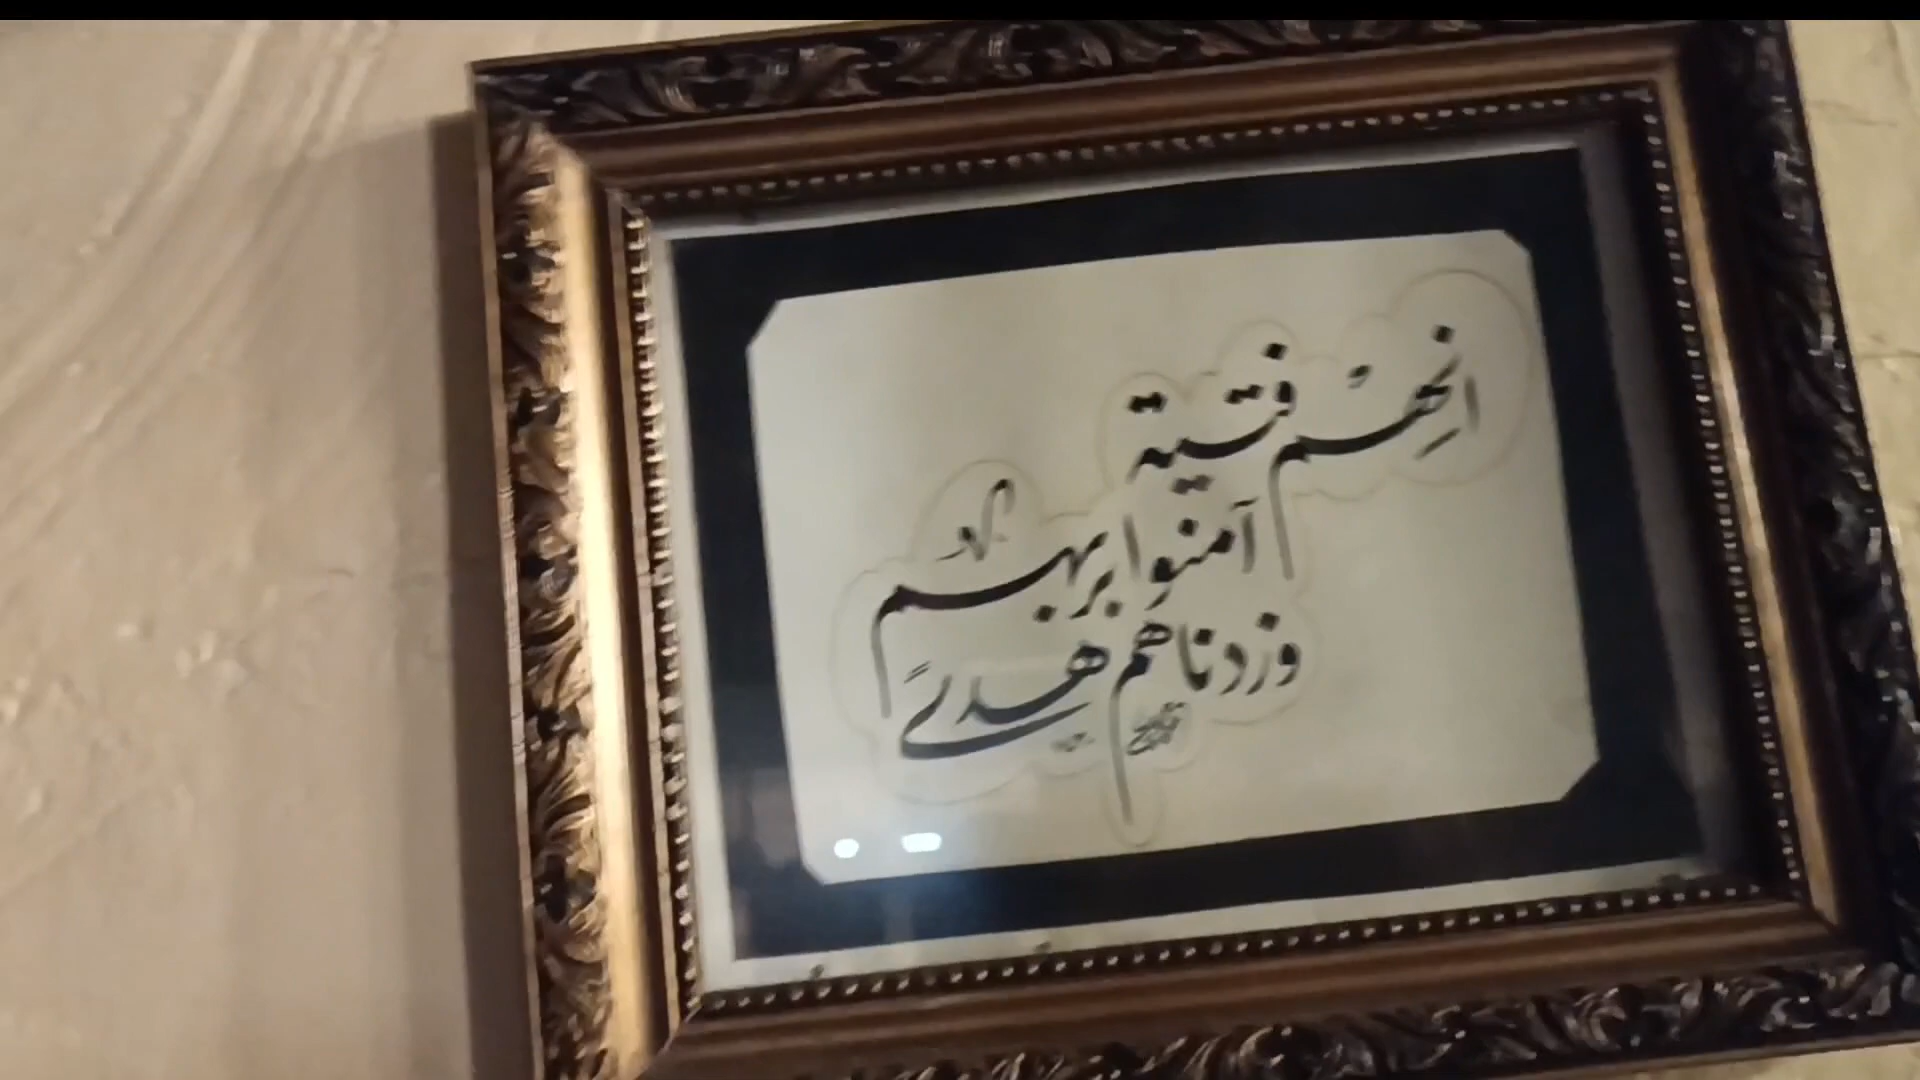 انهم فتیة
آمنوا بربهم
وزدناهم هدیً